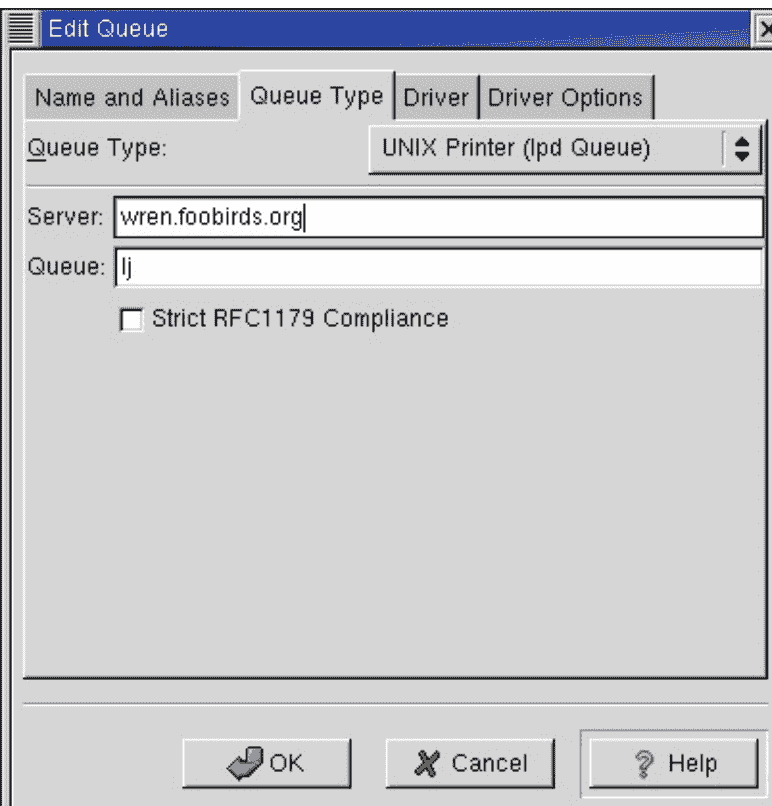 Edit Queue
Name and Aliases Queue Type Driver Driver Options
Queue Type: UNIX Printer (lpd Queue)
Server: wren.foobirds.org
Queue: lj
Strict RFC1179 Compliance
OK Cancel Help